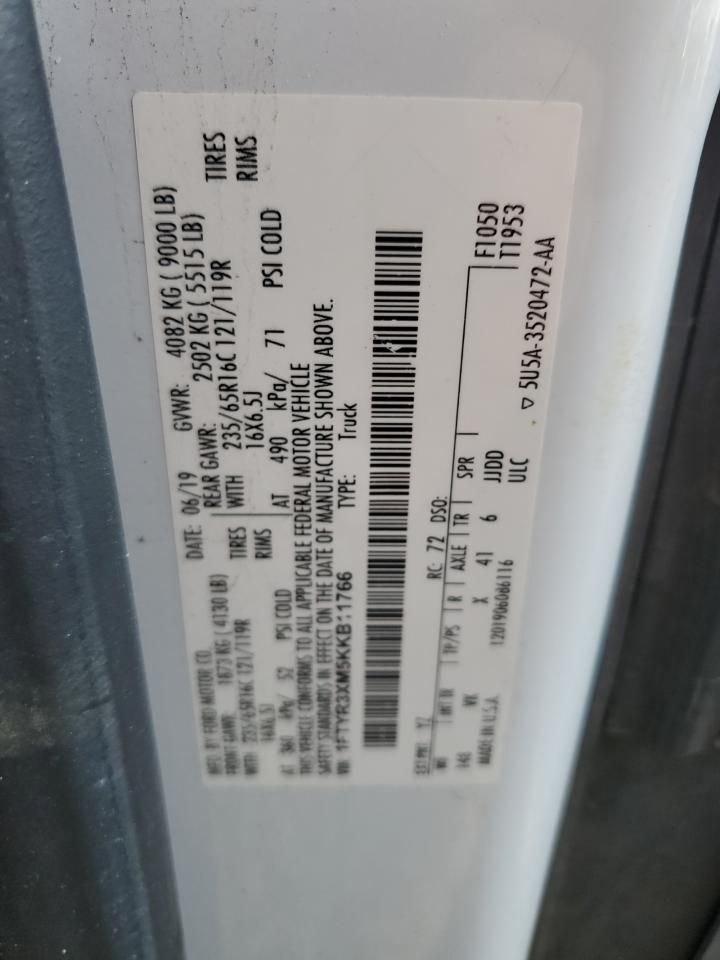 MFD. BY FORD MOTOR CO. DATE: 06/19 GVWR: 4082 KG ( 9000 LB)
FRONT GAWR: 1873 KG ( 4130 LB) REAR GAWR: 2502 KG ( 5515 LB)
WITH 235/65R16C 121/119R TIRES WITH 235/65R16C 121/119R TIRES
16X6.5J RIMS 16X6.5J RIMS
AT 360 kPa/ 52 PSI COLD AT 490 kPa/ 71 PSI COLD
THIS VEHICLE CONFORMS TO ALL APPLICABLE FEDERAL MOTOR VEHICLE
SAFETY STANDARDS IN EFFECT ON THE DATE OF MANUFACTURE SHOWN ABOVE.
VIN: 1FTYR3XM5KKB11766 TYPE: Truck
EXT PNT: YZ RC: 72 DSO:
WB INT TR TP/PS R AXLE TR SPR F1050
148 VK X 41 6 JJDD T1953
MADE IN U.S.A. 1201906086116 ULC
▽ 5U5A-3520472-AA